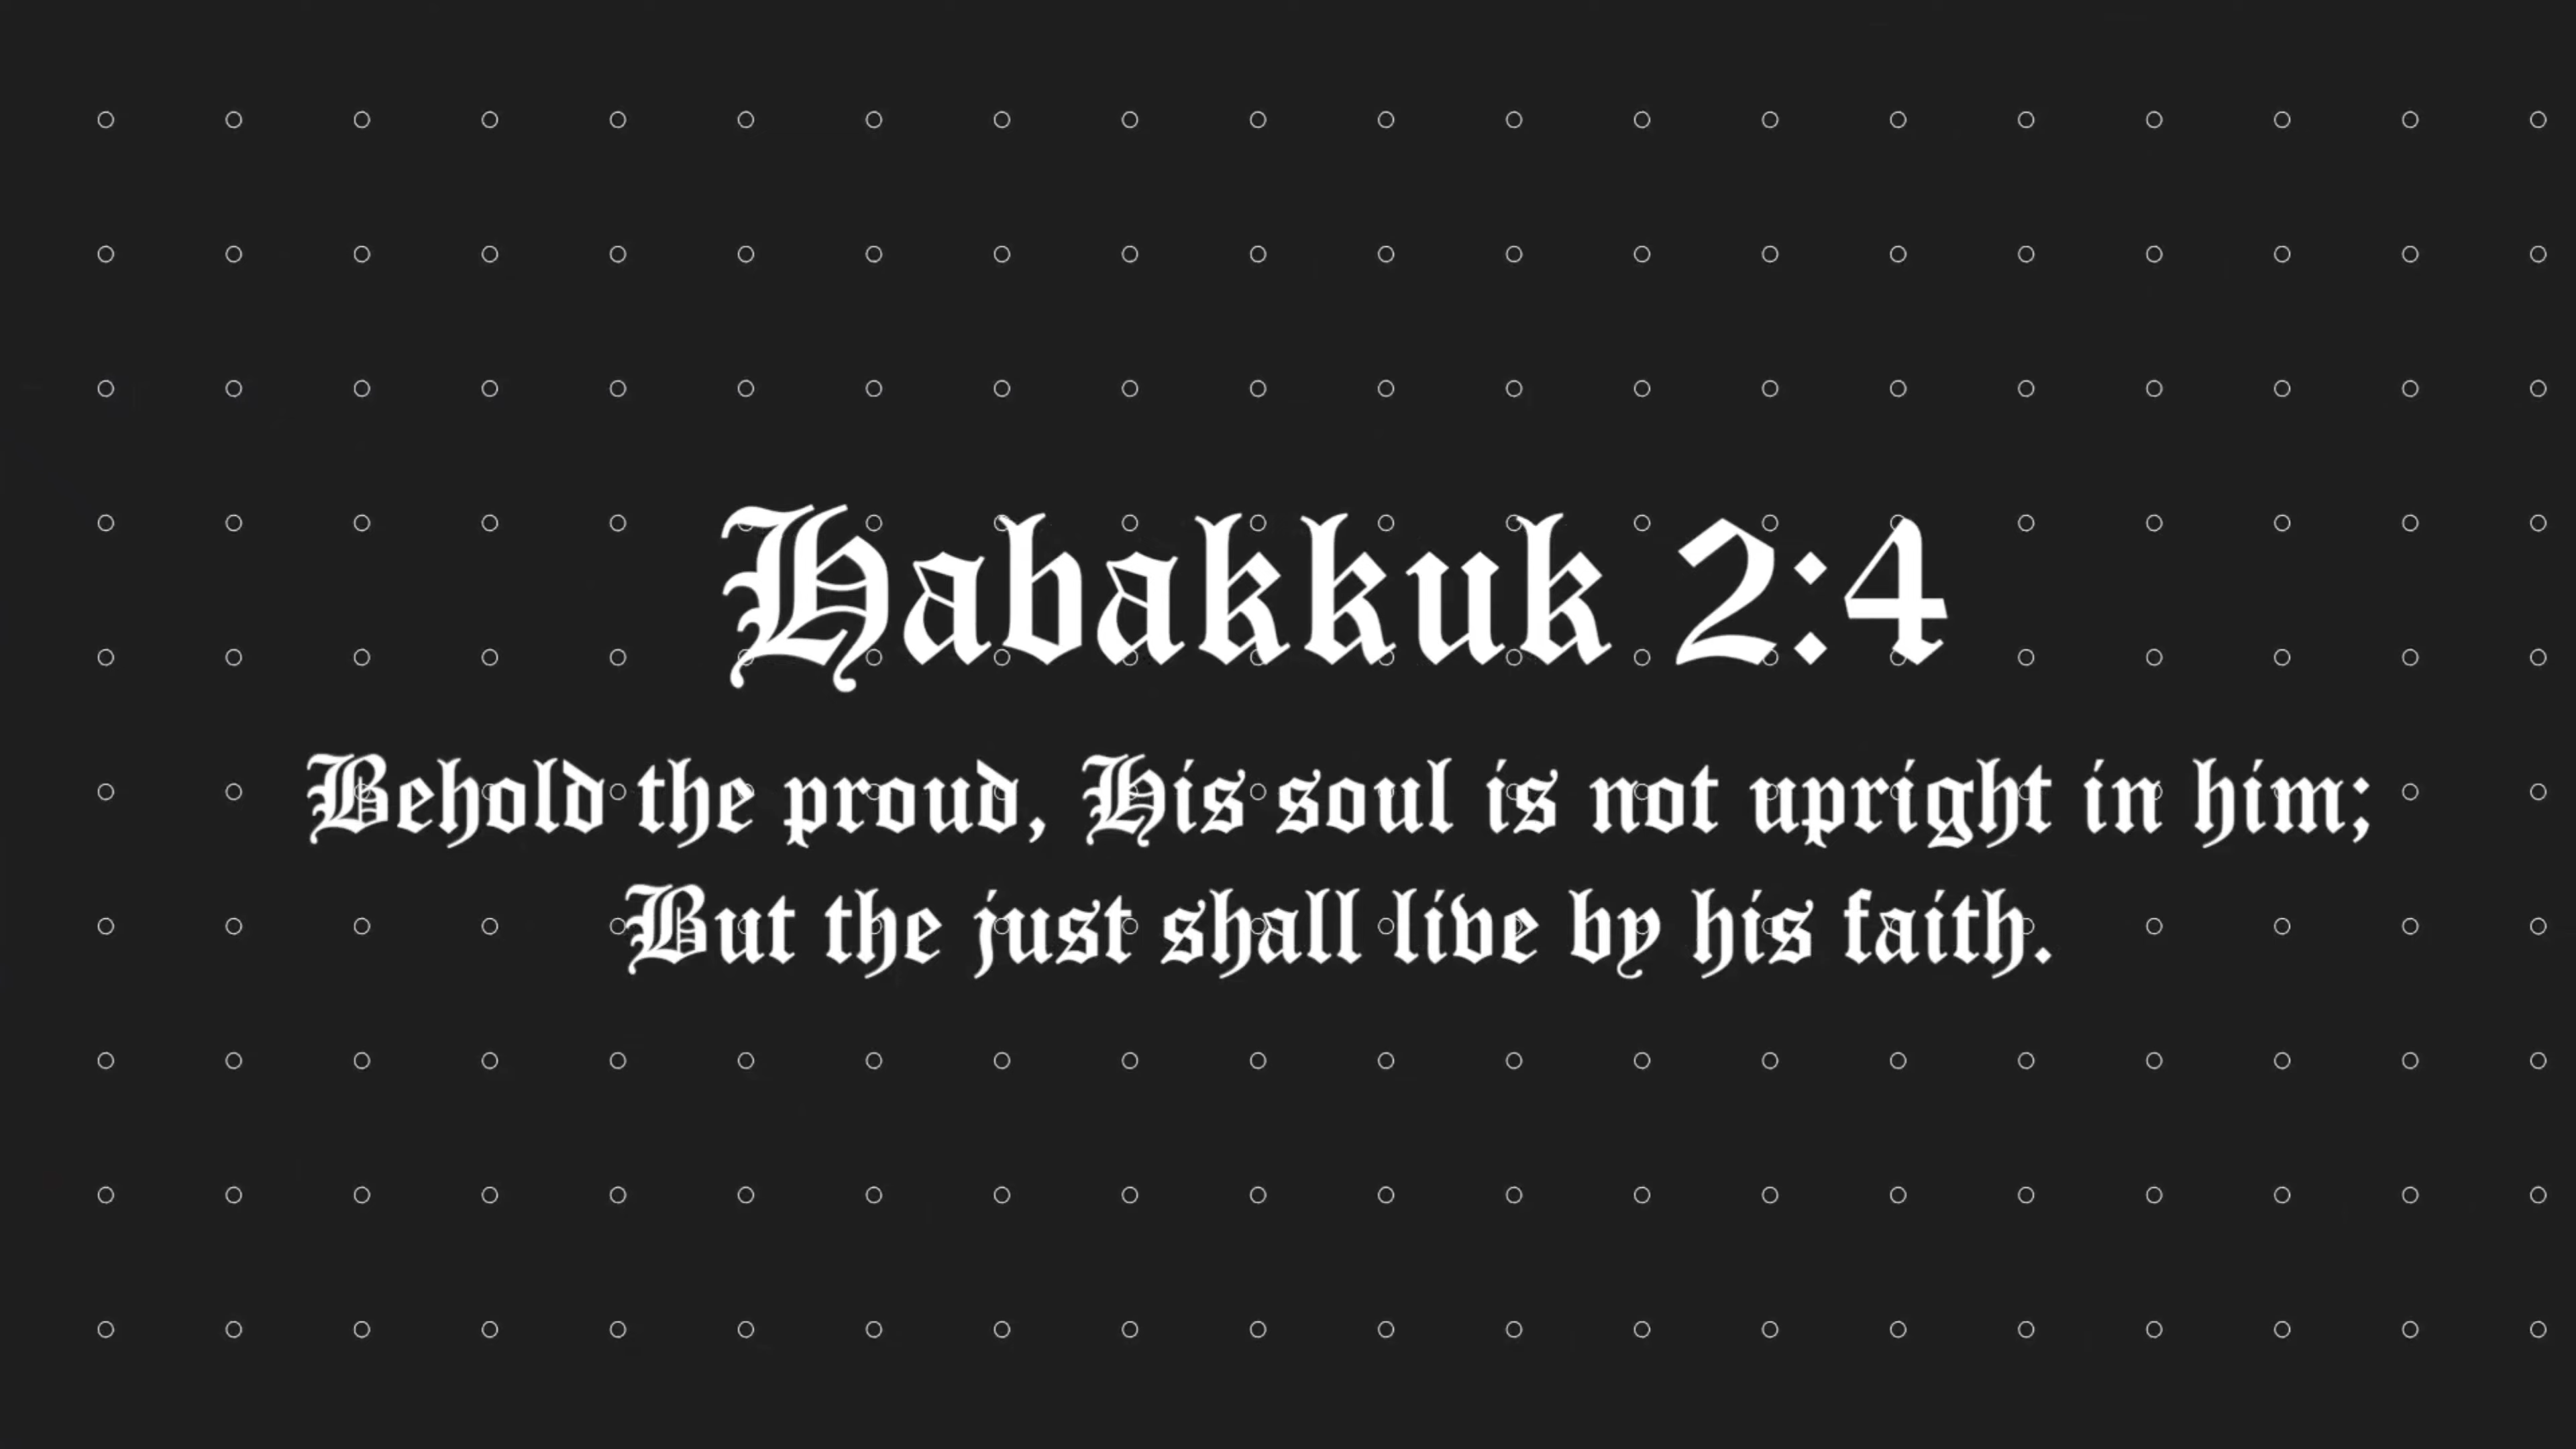 Habakkuk 2:4
Behold the proud, His soul is not upright in him;
But the just shall live by his faith.